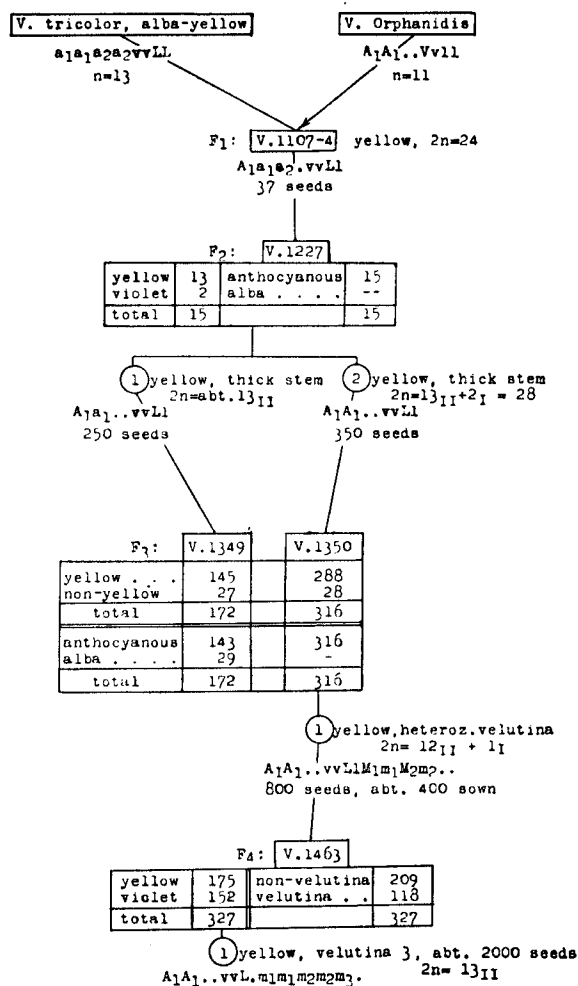 V. tricolor, alba-yellow
V. Orphanidis
a1a1a2a2vvLL
n=13
A1A1..Vvll
n=11
F1: V.1107-4 yellow, 2n=24
A1a1a2.vvLl
37 seeds
F2: V.1227
yellow 13 anthocyanous 15
violet 2 alba . . . . --
total 15 15
1 yellow, thick stem
2n=abt.13II
A1a1..vvLl
250 seeds
2 yellow, thick stem
2n=13II+2I = 28
A1A1..vvLl
350 seeds
F3: V.1349 V.1350
yellow . . . 145 288
non-yellow 27 28
total 172 316
anthocyanous 143 316
alba . . . . 29 -
total 172 316
1 yellow,heteroz.velutina
2n= 12II + 1I
A1A1..vvLlM1m1M2m2..
800 seeds, abt. 400 sown
F4: V.1463
yellow 175 non-velutina 209
violet 152 velutina . . 118
total 327 327
1 yellow, velutina 3, abt. 2000 seeds
2n= 13II
A1A1..vvL.m1m1m2m2m3.